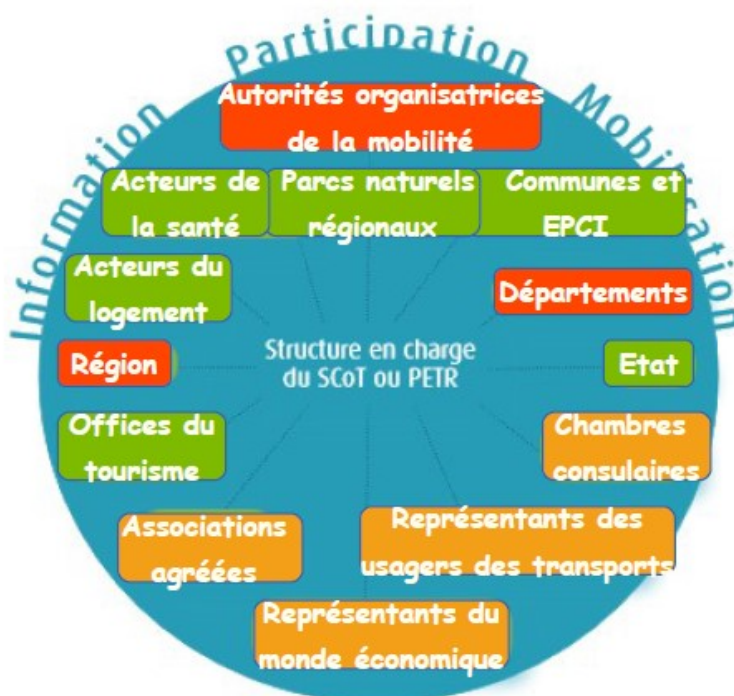 Information
Participation
Mobilisation
Autorités organisatrices
de la mobilité
Acteurs de
la santé
Parcs naturels
régionaux
Communes et
EPCI
Acteurs du
logement
Départements
Région
Structure en charge
du SCoT ou PETR
Etat
Offices du
tourisme
Chambres
consulaires
Associations
agréées
Représentants des
usagers des transports
Représentants du
monde économique